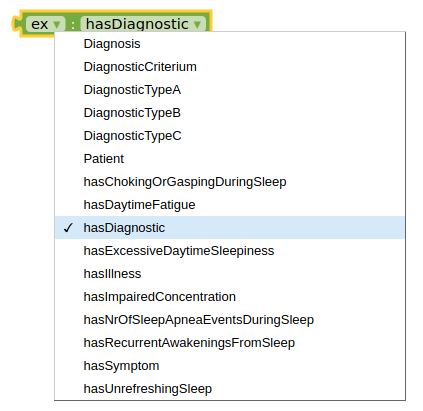 ex ▾ : hasDiagnostic ▾
Diagnosis
DiagnosticCriterium
DiagnosticTypeA
DiagnosticTypeB
DiagnosticTypeC
Patient
hasChokingOrGaspingDuringSleep
hasDaytimeFatigue
✓ hasDiagnostic
hasExcessiveDaytimeSleepiness
hasIllness
hasImpairedConcentration
hasNrOfSleepApneaEventsDuringSleep
hasRecurrentAwakeningsFromSleep
hasSymptom
hasUnrefreshingSleep